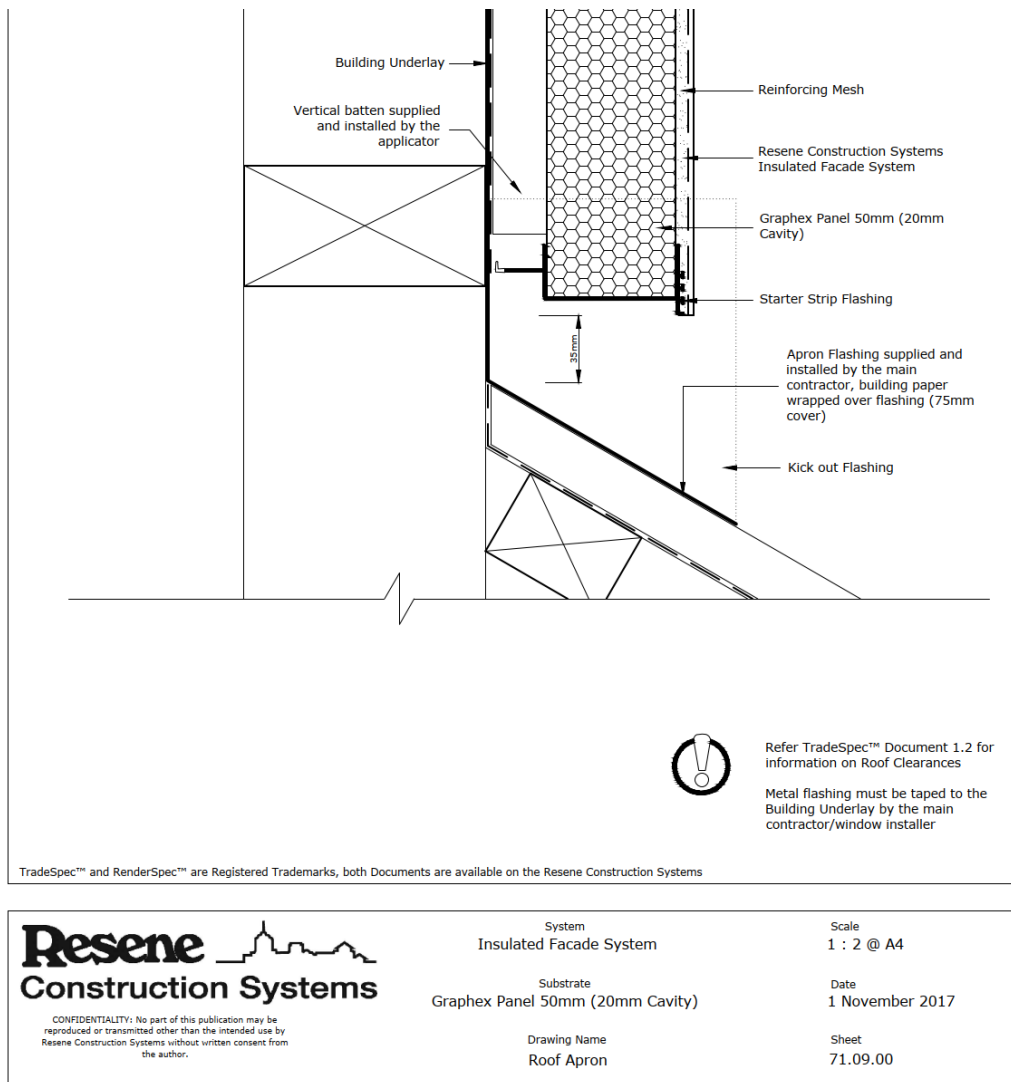 Building Underlay
Vertical batten supplied
and installed by the
applicator
Reinforcing Mesh
Resene Construction Systems
Insulated Facade System
Graphex Panel 50mm (20mm
Cavity)
Starter Strip Flashing
35mm
Apron Flashing supplied and
installed by the main
contractor, building paper
wrapped over flashing (75mm
cover)
Kick out Flashing
Refer TradeSpec™ Document 1.2 for
information on Roof Clearances
Metal flashing must be taped to the
Building Underlay by the main
contractor/window installer
TradeSpec™ and RenderSpec™ are Registered Trademarks, both Documents are available on the Resene Construction Systems
Resene
Construction Systems
CONFIDENTIALITY: No part of this publication may be
reproduced or transmitted other than the intended use by
Resene Construction Systems without written consent from
the author.
System
Insulated Facade System
Substrate
Graphex Panel 50mm (20mm Cavity)
Drawing Name
Roof Apron
Scale
1 : 2 @ A4
Date
1 November 2017
Sheet
71.09.00